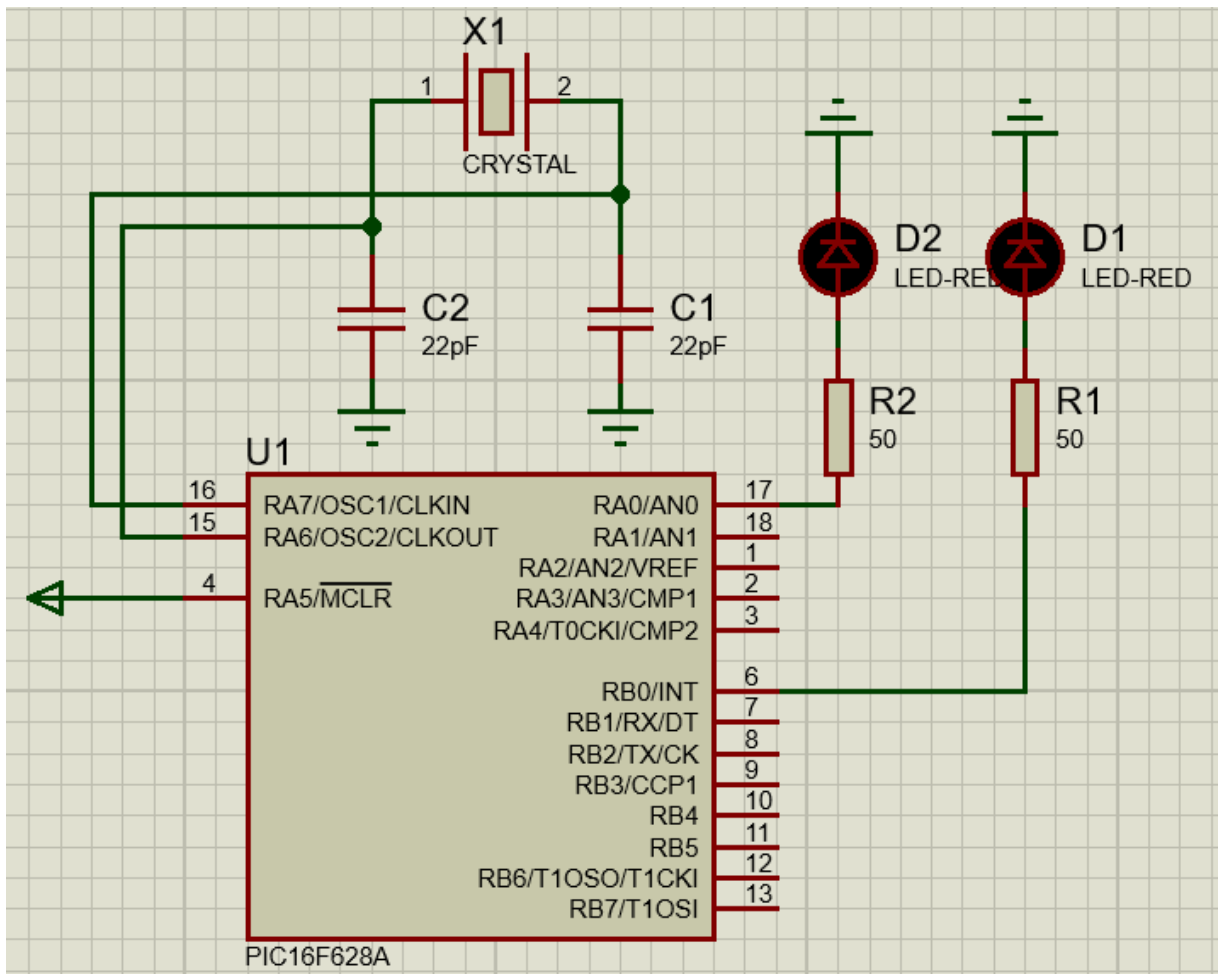 X1
1
2
CRYSTAL
D2
LED-RED
D1
LED-RED
C2
22pF
C1
22pF
R2
50
R1
50
U1
16
RA7/OSC1/CLKIN
RA0/AN0
17
15
RA6/OSC2/CLKOUT
RA1/AN1
18
RA2/AN2/VREF
1
4
RA5/MCLR
RA3/AN3/CMP1
2
RA4/T0CKI/CMP2
3
RB0/INT
6
RB1/RX/DT
7
RB2/TX/CK
8
RB3/CCP1
9
RB4
10
RB5
11
RB6/T1OSO/T1CKI
12
RB7/T1OSI
13
PIC16F628A